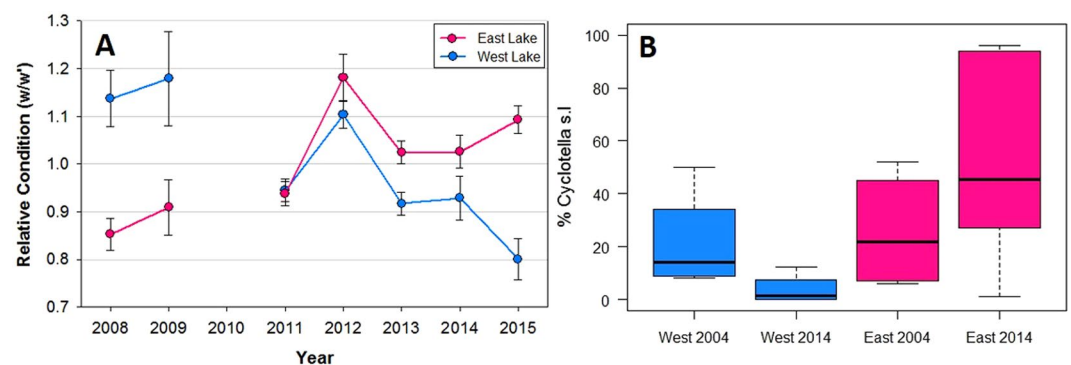 A
East Lake
West Lake
1.3
1.2
1.1
1.0
0.9
0.8
0.7
Relative Condition (w/w')
2008 2009 2010 2011 2012 2013 2014 2015
Year
B
100
80
60
40
20
0
% Cyclotella s.l
West 2004 West 2014 East 2004 East 2014